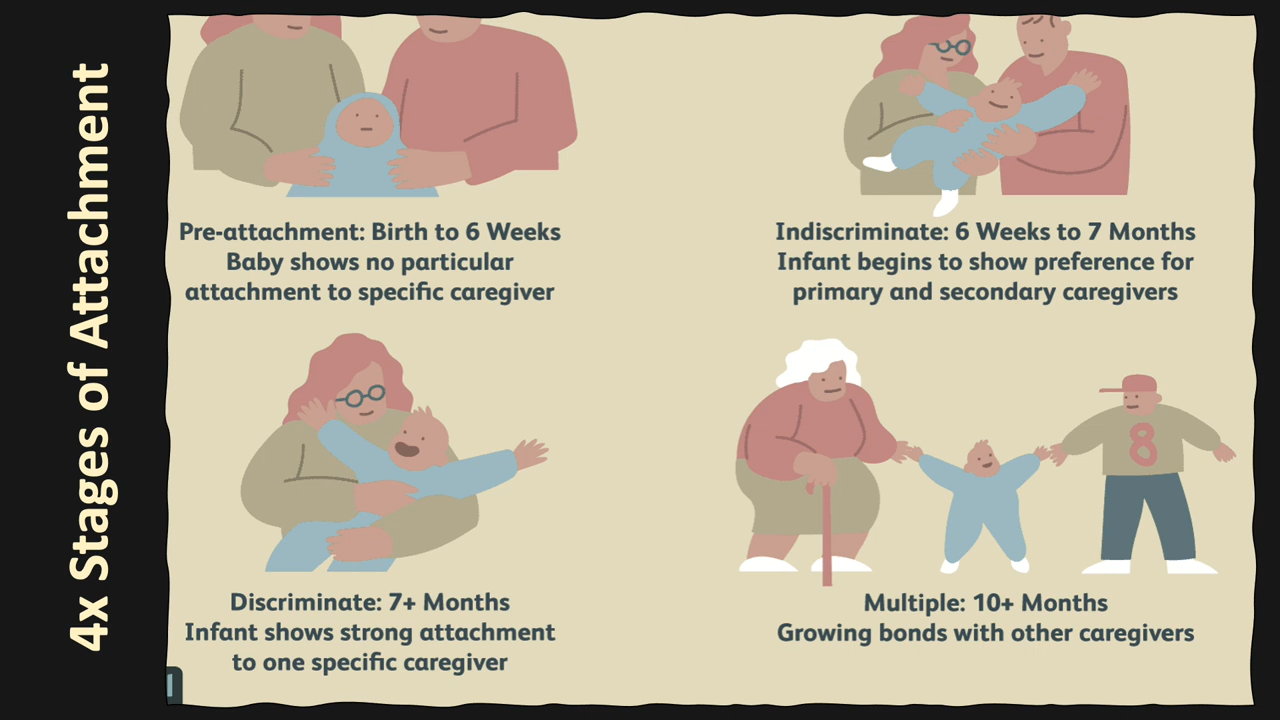 4x Stages of Attachment
Pre-attachment: Birth to 6 Weeks
Baby shows no particular
attachment to specific caregiver
Indiscriminate: 6 Weeks to 7 Months
Infant begins to show preference for
primary and secondary caregivers
8
Discriminate: 7+ Months
Infant shows strong attachment
to one specific caregiver
Multiple: 10+ Months
Growing bonds with other caregivers